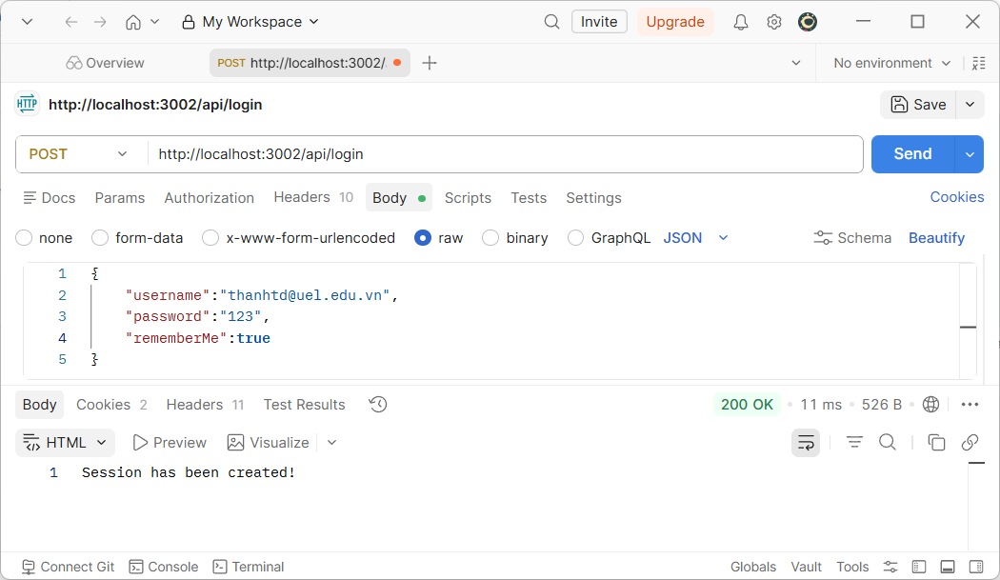 My Workspace Invite Upgrade
Overview POST http://localhost:3002/. No environment
HTTP http://localhost:3002/api/login Save
POST http://localhost:3002/api/login Send
Docs Params Authorization Headers 10 Body Scripts Tests Settings Cookies
none form-data x-www-form-urlencoded raw binary GraphQL JSON Schema Beautify
1 {
2 "username":"thanhtd@uel.edu.vn",
3 "password":"123",
4 "rememberMe":true
5 }
Body Cookies 2 Headers 11 Test Results 200 OK 11 ms 526 B
HTML Preview Visualize
1 Session has been created!
Connect Git Console Terminal Globals Vault Tools